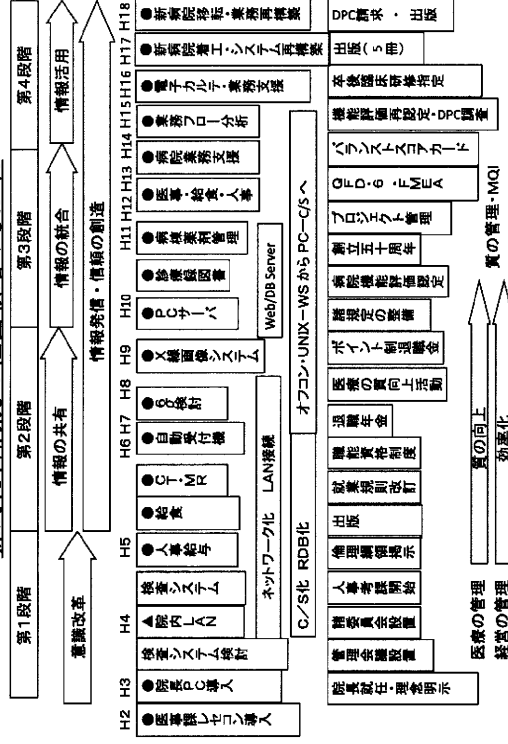 第1段階
第2段階
第3段階
第4段階
意識改革
情報の共有
情報の統合
情報活用
情報発信・信頼の創造
H2
H3
H4
H5
H6 H7
H8
H9
H10
H11
H12 H13
H14
H15
H16
H17
H18
●医事課レセコン導入
●院長PC導入
検査システム検討
▲院内LAN
検査システム
●人事給与
●給食
●CT・MR
●自動受付機
●X線画像システム
●PCサーバ
●診療録図書
●病棟薬剤管理
●医事・給食・人事
●病院業務支援
●業務フロー分析
●電子カルテ・業務支援
●新病院着工・システム再構築
●新病院移転・業務再構築
ネットワーク化 LAN接続
Web/DB Server
C/S化 RDB化
オフコン・UNIX-WSからPC-C/Sへ
院長就任・理念明示
管理会議設置
諸委員会設置
人事考課開始
倫理綱領掲示
出版
就業規則改訂
職能資格制度
退職年金
医療の質向上活動
ポイント制退職金
諸規定の整備
病院機能評価認定
創立五十周年
プロジェクト管理
QFD・6・FMEA
バランストスコアカード
機能評価再認定・DPC調査
卒後臨床研修指定
出版(5冊)
DPC請求・出版
医療の管理
質の向上
質の管理・MQI
経営の管理
効率化